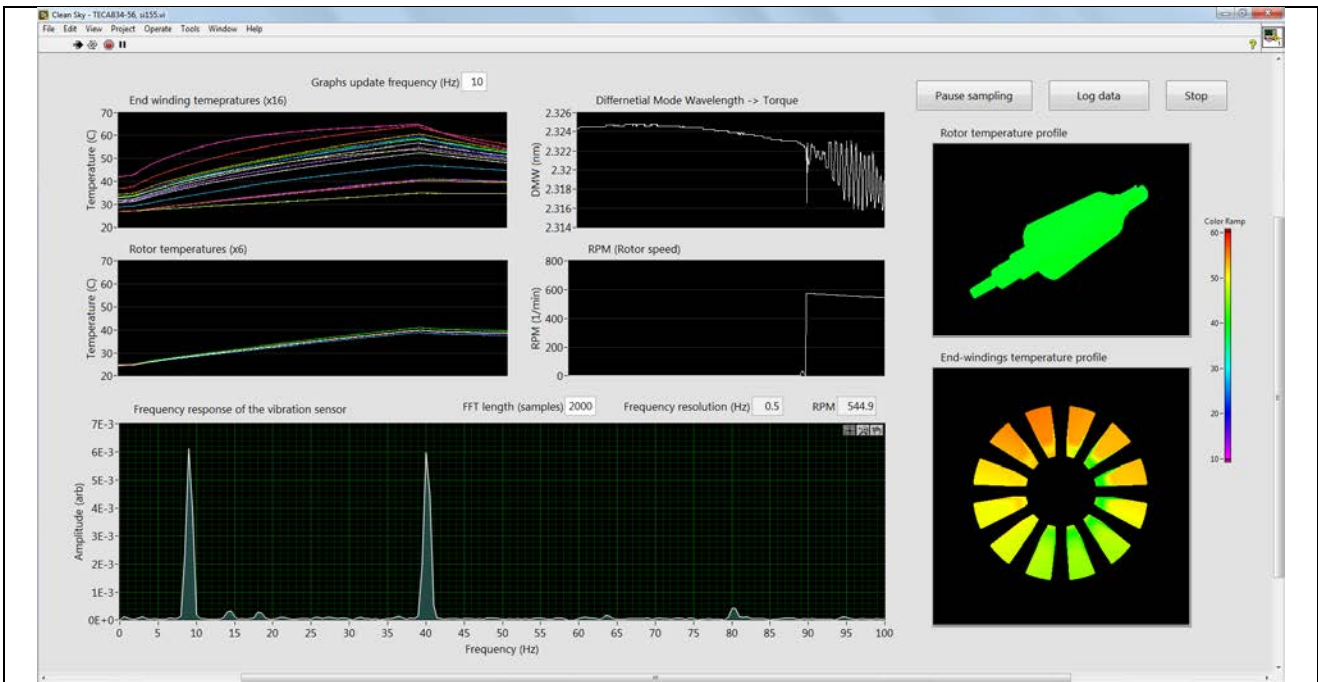 Clean Sky - TECA834-56, u155.vi
File Edit View Project Operate Tools Window Help
Graphs update frequency (Hz) 10
End winding temepratures (x16)
70
60
50
40
30
20
Temperature (C)
Differnetial Mode Wavelength -> Torque
2.326
2.324
2.322
2.32
2.318
2.316
2.314
DMW (nm)
Pause sampling
Log data
Stop
Rotor temperatures (x6)
70
60
50
40
30
20
Temperature (C)
RPM (Rotor speed)
800
600
400
200
0
RPM (1/min)
Rotor temperature profile
Color Ramp
60
50
40
30
20
10
End-windings temperature profile
Frequency response of the vibration sensor
FFT length (samples) 2000
Frequency resolution (Hz) 0.5
RPM 544.9
7E-3
6E-3
5E-3
4E-3
3E-3
2E-3
1E-3
0E+0
Amplitude (arb)
0 5 10 15 20 25 30 35 40 45 50 55 60 65 70 75 80 85 90 95 100
Frequency (Hz)